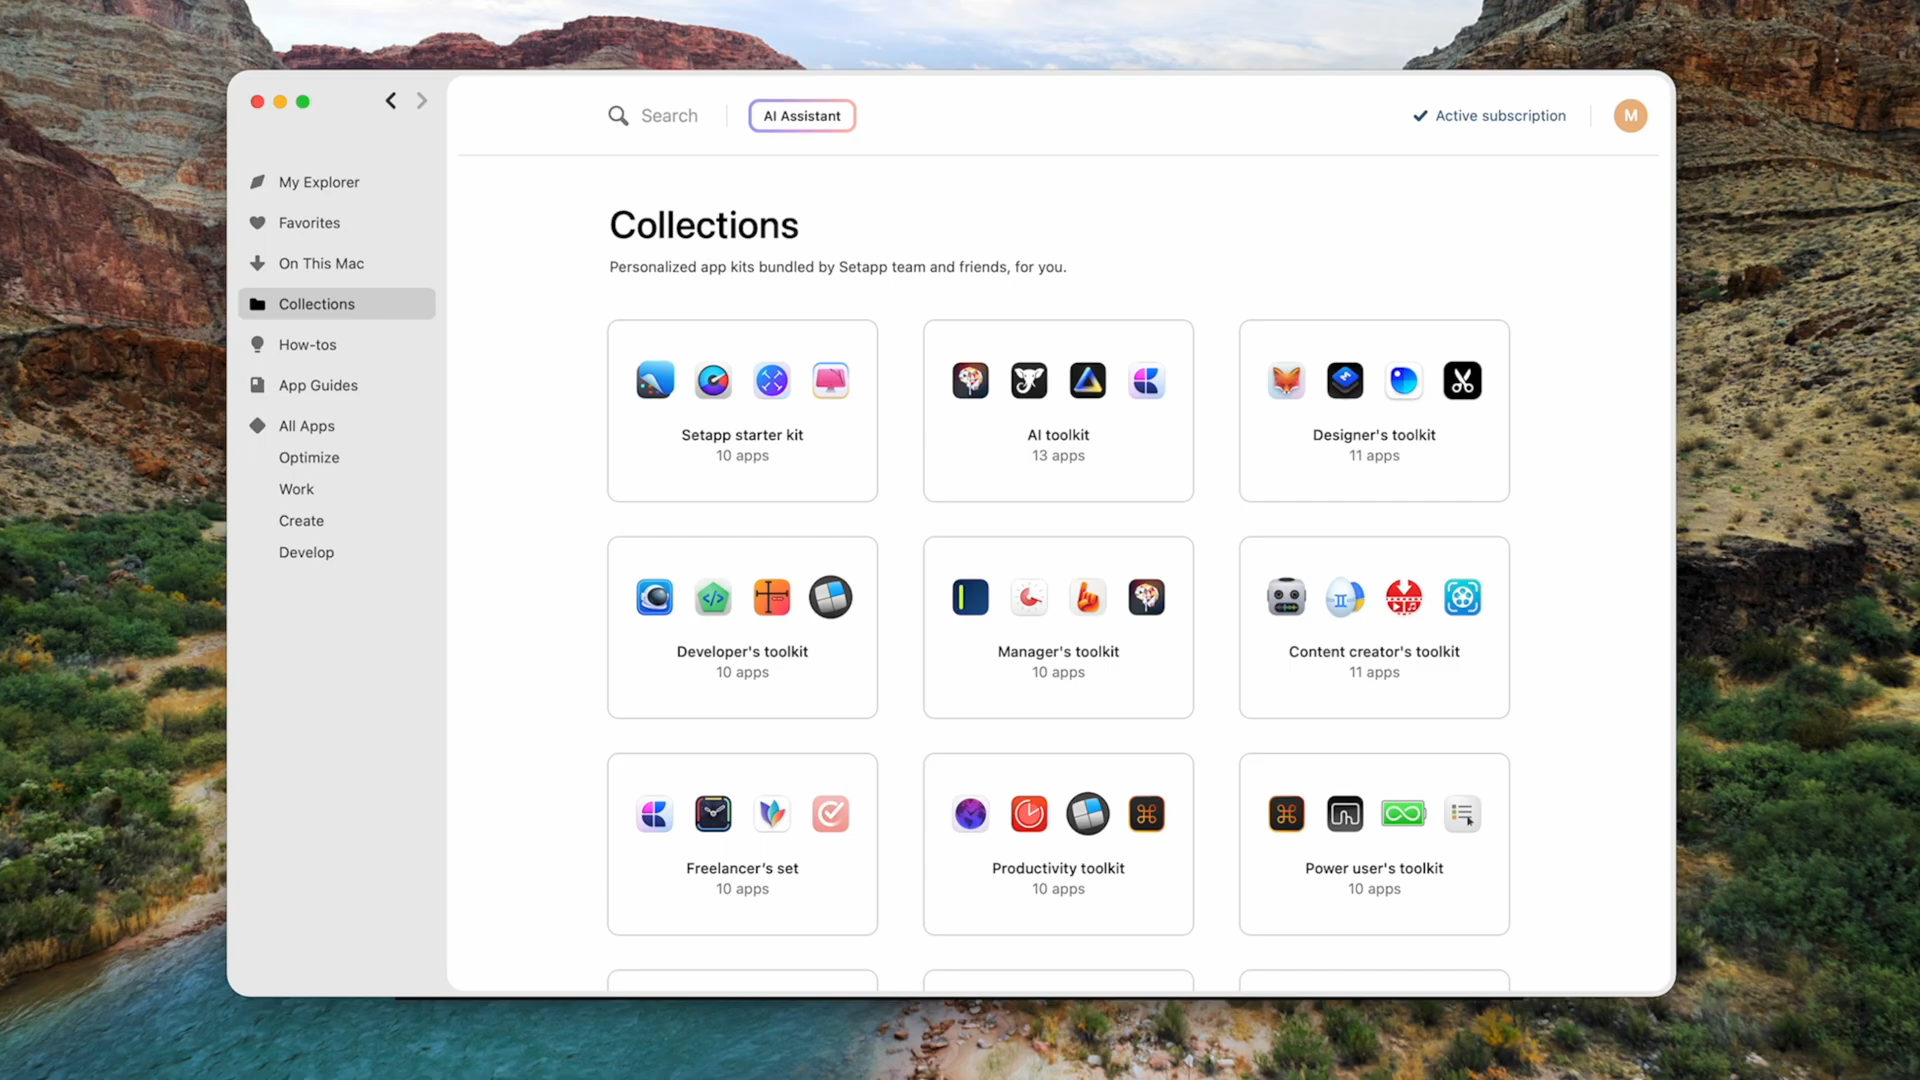 Search
AI Assistant
Active subscription
M
My Explorer
Favorites
On This Mac
Collections
How-tos
App Guides
All Apps
Optimize
Work
Create
Develop
Collections
Personalized app kits bundled by Setapp team and friends, for you.
Setapp starter kit
10 apps
AI toolkit
13 apps
Designer's toolkit
11 apps
Developer's toolkit
10 apps
Manager's toolkit
10 apps
Content creator's toolkit
11 apps
Freelancer’s set
10 apps
Productivity toolkit
10 apps
Power user's toolkit
10 apps